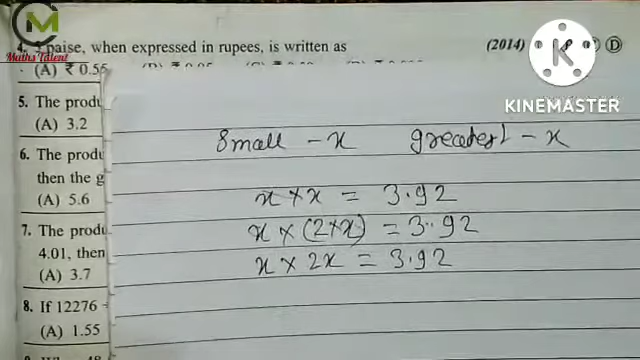 CM
Maths Talent
KINEMASTER
4. 5 paise, when expressed in rupees, is written as (2014) D
(A) ₹ 0.55
5. The produ
(A) 3.2
Small - x greatest - x
6. The produ
then the g
(A) 5.6
x × x = 3.92
x × (2×x) = 3.92
7. The produ
4.01, then
(A) 3.7
x × 2x = 3.92
8. If 12276
(A) 1.55